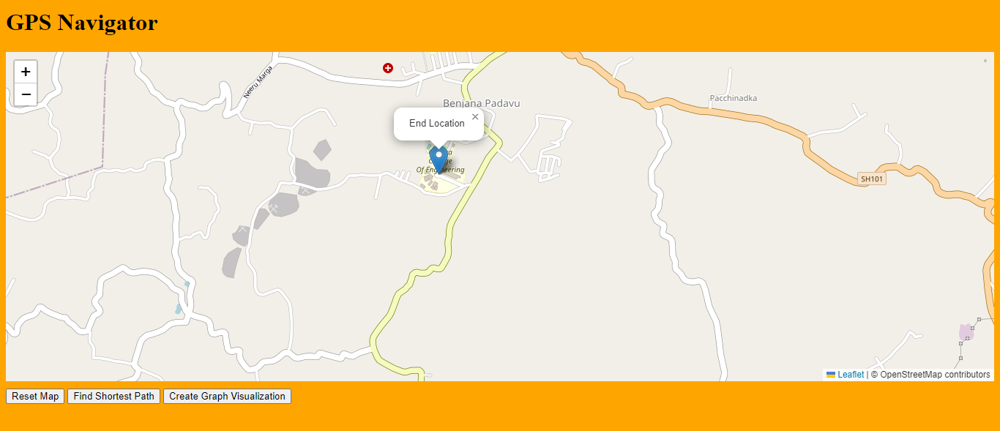 GPS Navigator
+
−
Neeru Marga
Benjana Padavu
Pacchinadka
End Location
×
Of Engineering
SH101
Leaflet | © OpenStreetMap contributors
Reset Map
Find Shortest Path
Create Graph Visualization